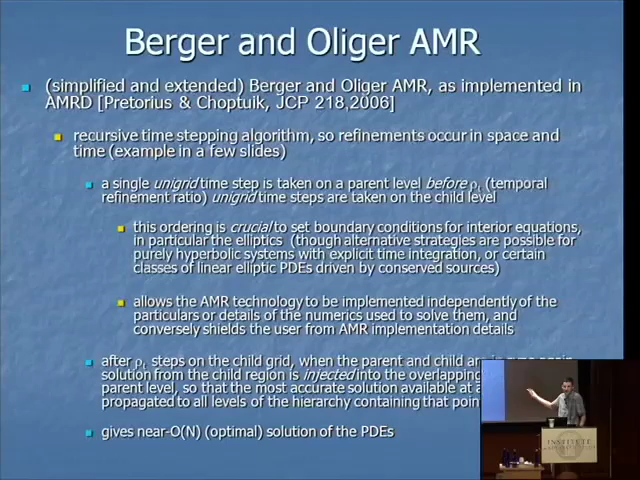 Berger and Oliger AMR
(simplified and extended) Berger and Oliger AMR, as implemented in
AMRD [Pretorius & Choptuik, JCP 218,2006]
recursive time stepping algorithm, so refinements occur in space and
time (example in a few slides)
a single unigrid time step is taken on a parent level before ρt (temporal
refinement ratio) unigrid time steps are taken on the child level
this ordering is crucial to set boundary conditions for interior equations,
in particular the elliptics (though alternative strategies are possible for
purely hyperbolic systems with explicit time integration, or certain
classes of linear elliptic PDEs driven by conserved sources)
allows the AMR technology to be implemented independently of the
particulars or details of the numerics used to solve them, and
conversely shields the user from AMR implementation details
after ρt steps on the child grid, when the parent and child are
solution from the child region is injected into the overlapping
parent level, so that the most accurate solution available at a
propagated to all levels of the hierarchy containing that poin
gives near-O(N) (optimal) solution of the PDEs
INSTITUTE